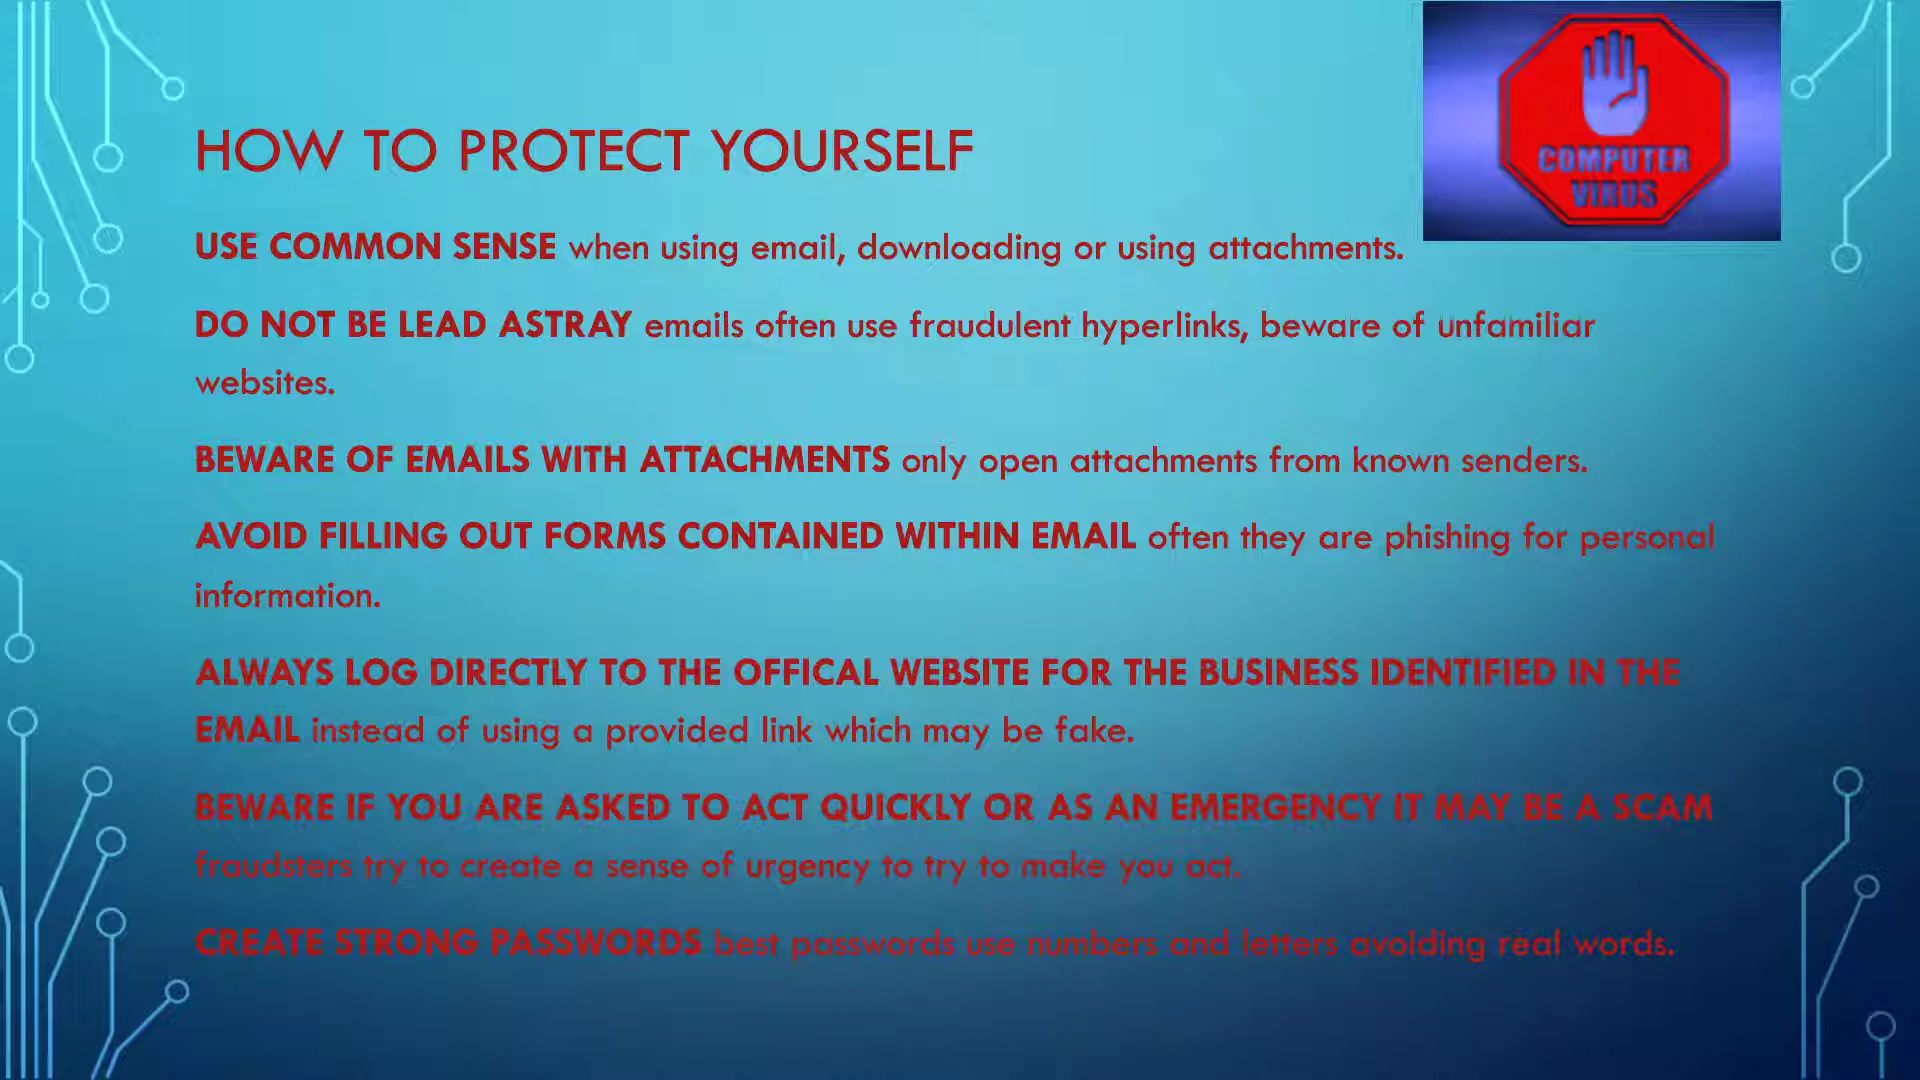 COMPUTER
VIRUS
HOW TO PROTECT YOURSELF
USE COMMON SENSE when using email, downloading or using attachments.
DO NOT BE LEAD ASTRAY emails often use fraudulent hyperlinks, beware of unfamiliar
websites.
BEWARE OF EMAILS WITH ATTACHMENTS only open attachments from known senders.
AVOID FILLING OUT FORMS CONTAINED WITHIN EMAIL often they are phishing for personal
information.
ALWAYS LOG DIRECTLY TO THE OFFICAL WEBSITE FOR THE BUSINESS IDENTIFIED IN THE
EMAIL instead of using a provided link which may be fake.
BEWARE IF YOU ARE ASKED TO ACT QUICKLY OR AS AN EMERGENCY IT MAY BE A SCAM
fraudsters try to create a sense of urgency to try to make you act.
CREATE STRONG PASSWORDS best passwords use numbers and letters avoiding real words.